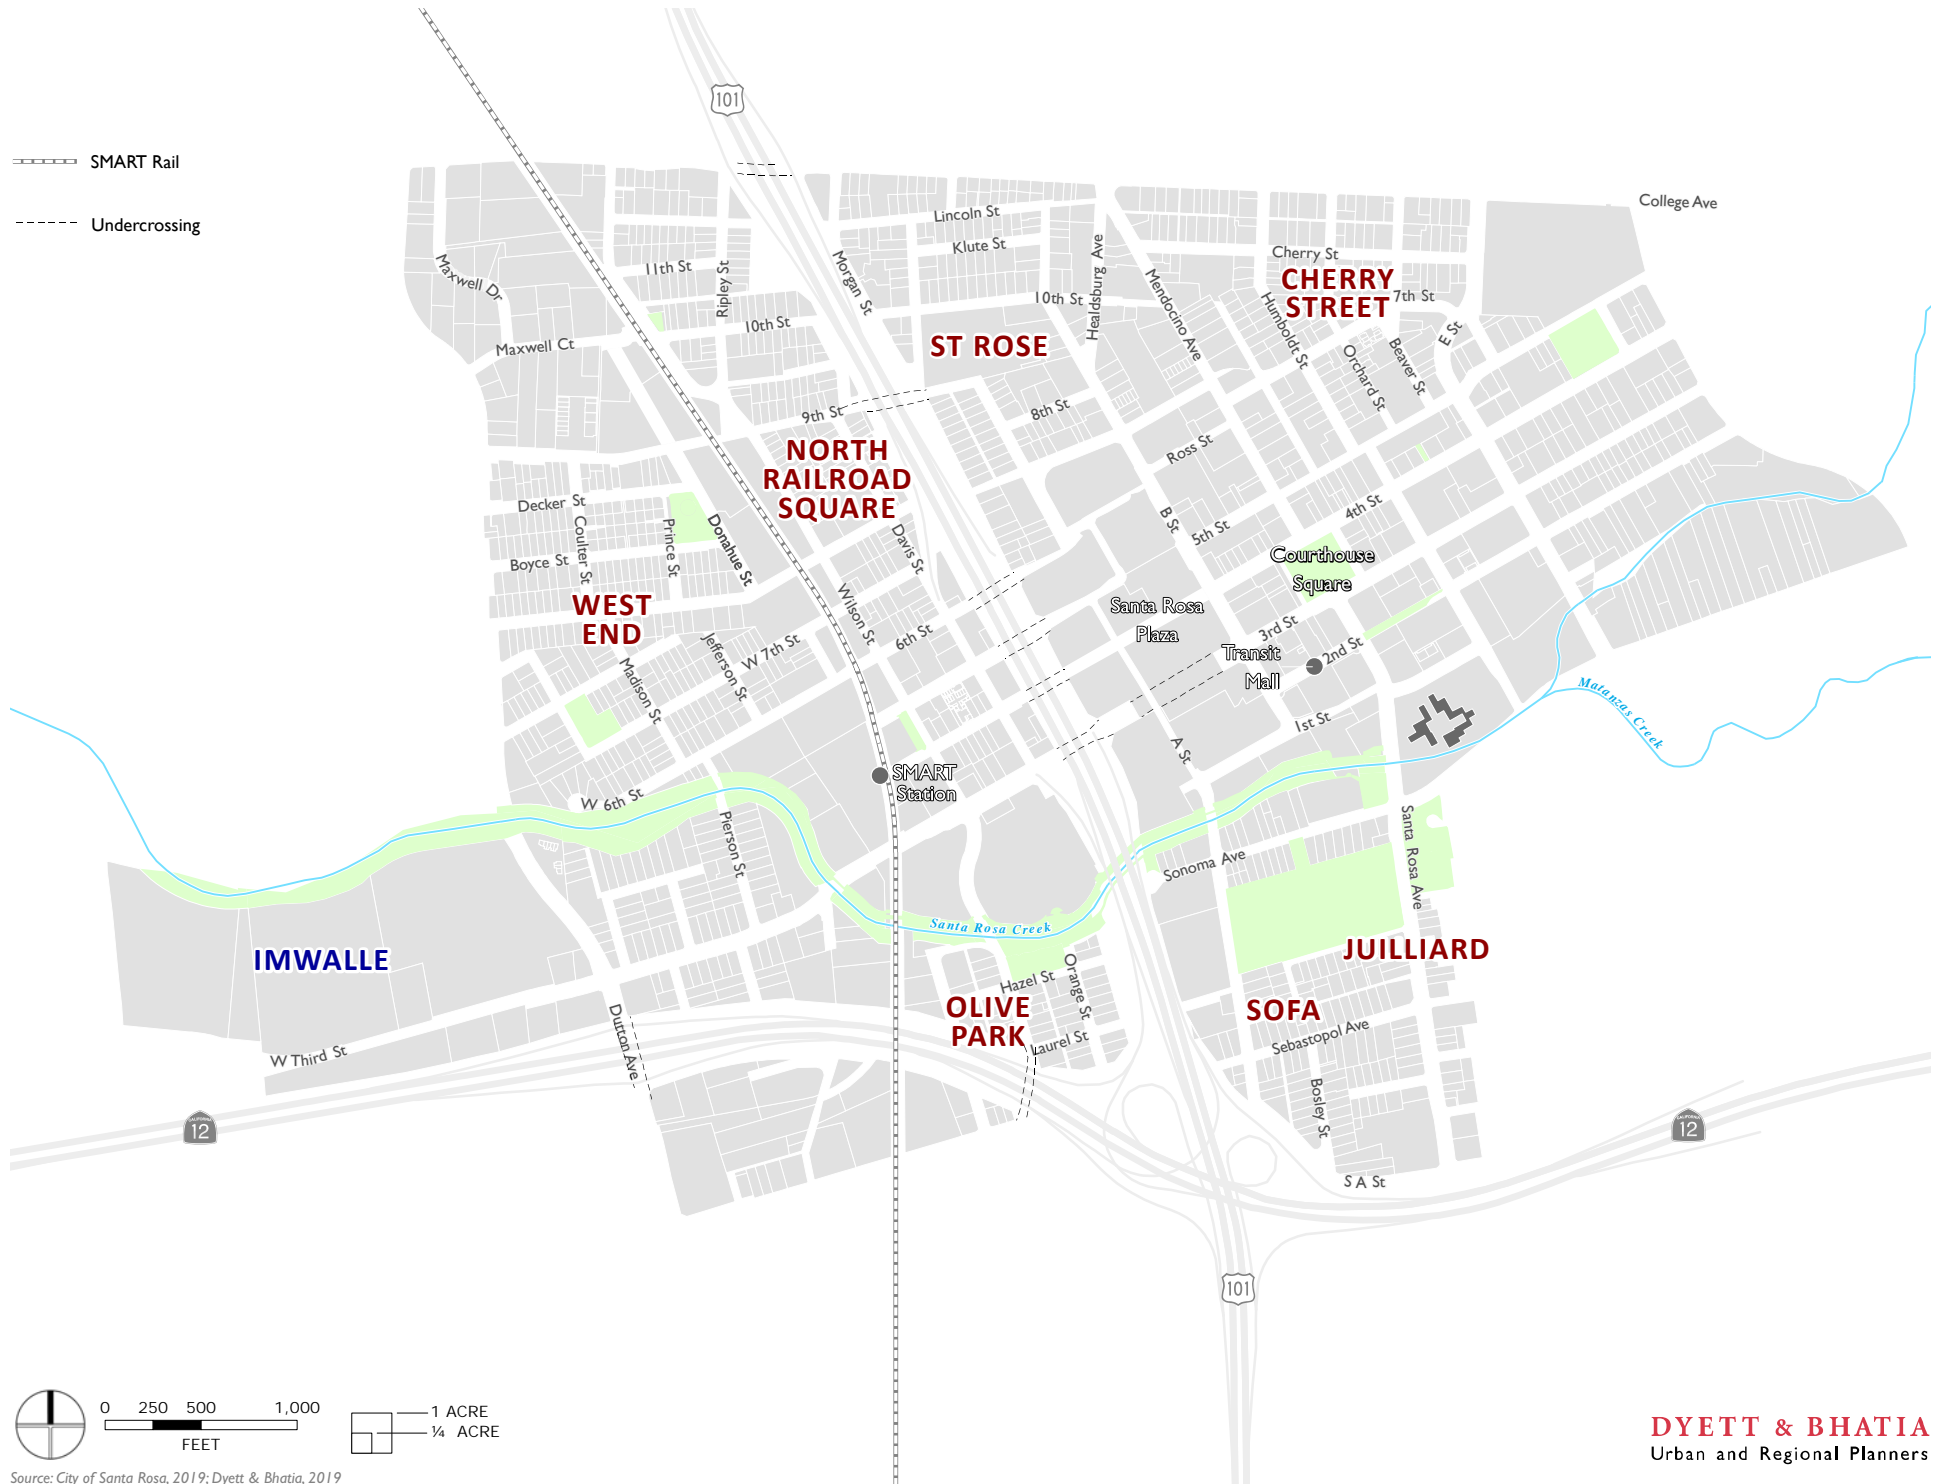 101
SMART Rail
Undercrossing
College Ave
Lincoln St
Klute St
Cherry St
CHERRY
STREET
7th St
11th St
Ripley St
Morgan St
Healdsburg Ave
Mendocino Ave
Humboldt St
10th St
10th St
Maxwell Dr
Maxwell Ct
ST ROSE
E St
Beaver St
Orchard St
9th St
8th St
Ross St
NORTH
RAILROAD
SQUARE
Decker St
Coulter St
Prince St
Donahue St
Boyce St
Davis St
B St
5th St
4th St
Courthouse
Square
WEST
END
Wilson St
6th St
Santa Rosa
Plaza
3rd St
2nd St
Transit
Mall
Jefferson St
W 7th St
Madison St
Matanzas Creek
1st St
A St
SMART
Station
W 6th St
Pierson St
Sonoma Ave
Santa Rosa Ave
Santa Rosa Creek
IMWALLE
JUILLIARD
Hazel St
Orange St
OLIVE
PARK
SOFA
Sebastopol Ave
Laurel St
W Third St
Dutton Ave
Bosley St
CALIFORNIA
12
CALIFORNIA
12
S A St
101
0 250 500 1,000
FEET
1 ACRE
¼ ACRE
DYETT & BHATIA
Urban and Regional Planners
Source: City of Santa Rosa, 2019; Dyett & Bhatia, 2019